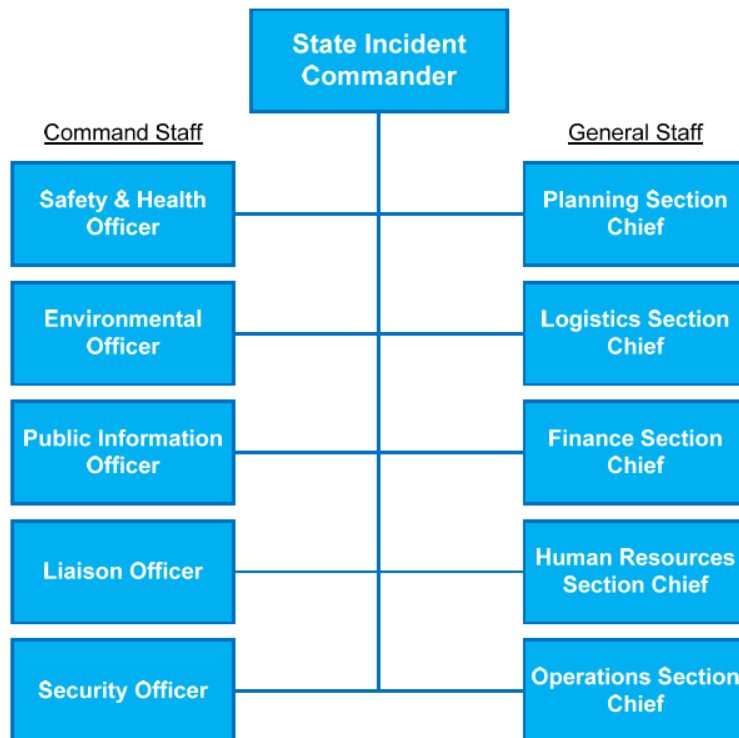 State Incident
Commander
Command Staff
General Staff
Safety & Health
Officer
Planning Section
Chief
Environmental
Officer
Logistics Section
Chief
Public Information
Officer
Finance Section
Chief
Liaison Officer
Human Resources
Section Chief
Security Officer
Operations Section
Chief